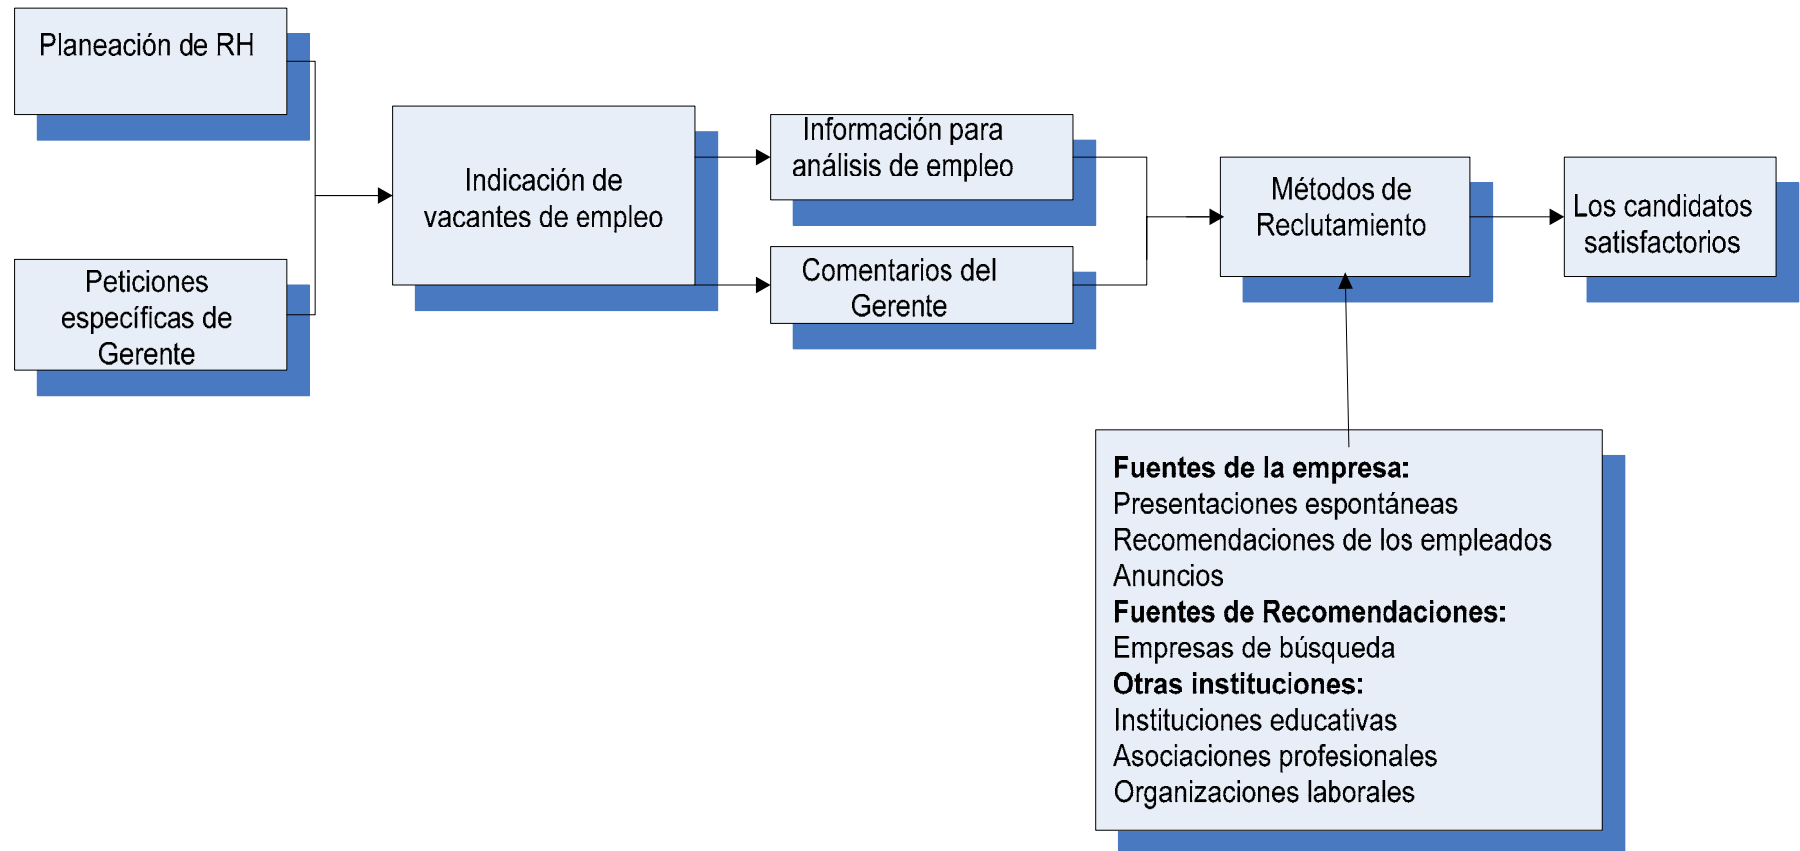 Planeación de RH
Peticiones
específicas de
Gerente
Indicación de
vacantes de empleo
Información para
análisis de empleo
Comentarios del
Gerente
Métodos de
Reclutamiento
Los candidatos
satisfactorios
Fuentes de la empresa:
Presentaciones espontáneas
Recomendaciones de los empleados
Anuncios
Fuentes de Recomendaciones:
Empresas de búsqueda
Otras instituciones:
Instituciones educativas
Asociaciones profesionales
Organizaciones laborales